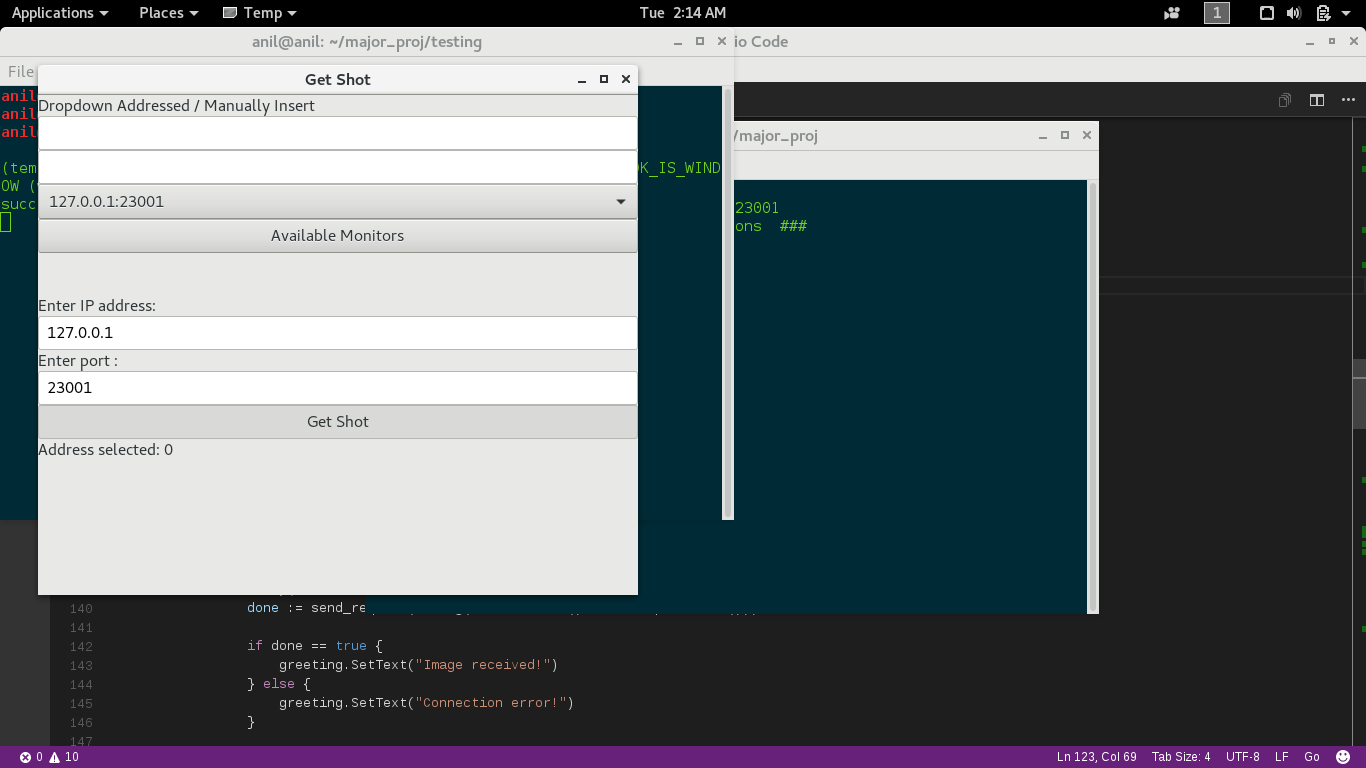 Applications Places Temp Tue 2:14 AM 1
anil@anil: ~/major_proj/testing
io Code
File
Get Shot
Dropdown Addressed / Manually Insert
127.0.0.1:23001
Available Monitors
Enter IP address:
127.0.0.1
Enter port :
23001
Get Shot
Address selected: 0
anil
anil
anil
(tem K_IS_WIND
OW (
succ
/major_proj
23001
ons ###
140 done := send_re
141
142 if done == true {
143 greeting.SetText("Image received!")
144 } else {
145 greeting.SetText("Connection error!")
146 }
147
0 10 Ln 123, Col 69 Tab Size: 4 UTF-8 LF Go